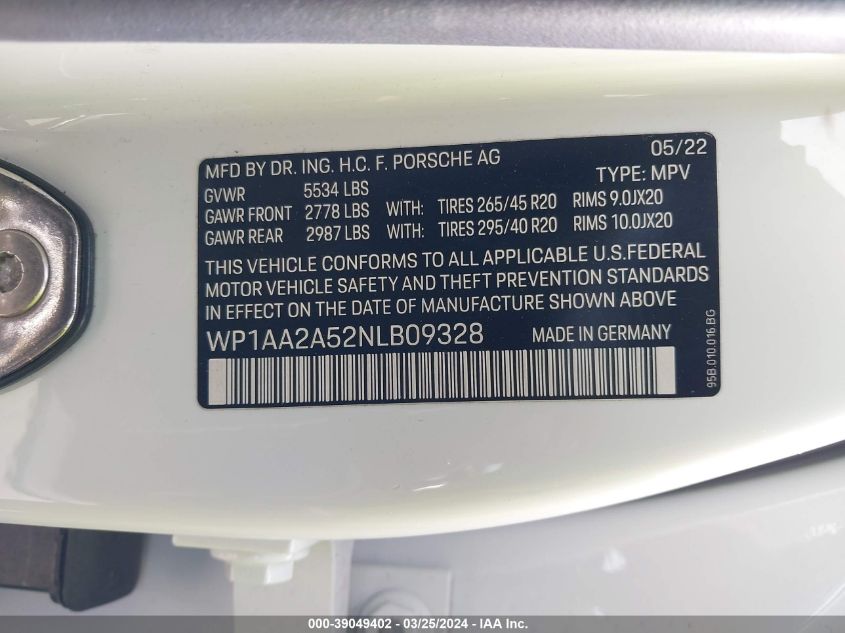 MFD BY DR. ING. H.C. F. PORSCHE AG 05/22
TYPE: MPV
GVWR 5534 LBS
GAWR FRONT 2778 LBS WITH: TIRES 265/45 R20 RIMS 9.0JX20
GAWR REAR 2987 LBS WITH: TIRES 295/40 R20 RIMS 10.0JX20
THIS VEHICLE CONFORMS TO ALL APPLICABLE U.S.FEDERAL
MOTOR VEHICLE SAFETY AND THEFT PREVENTION STANDARDS
IN EFFECT ON THE DATE OF MANUFACTURE SHOWN ABOVE
WP1AA2A52NLB09328 MADE IN GERMANY
95B.010.016 BG
000-39049402 - 03/25/2024 - IAA Inc.